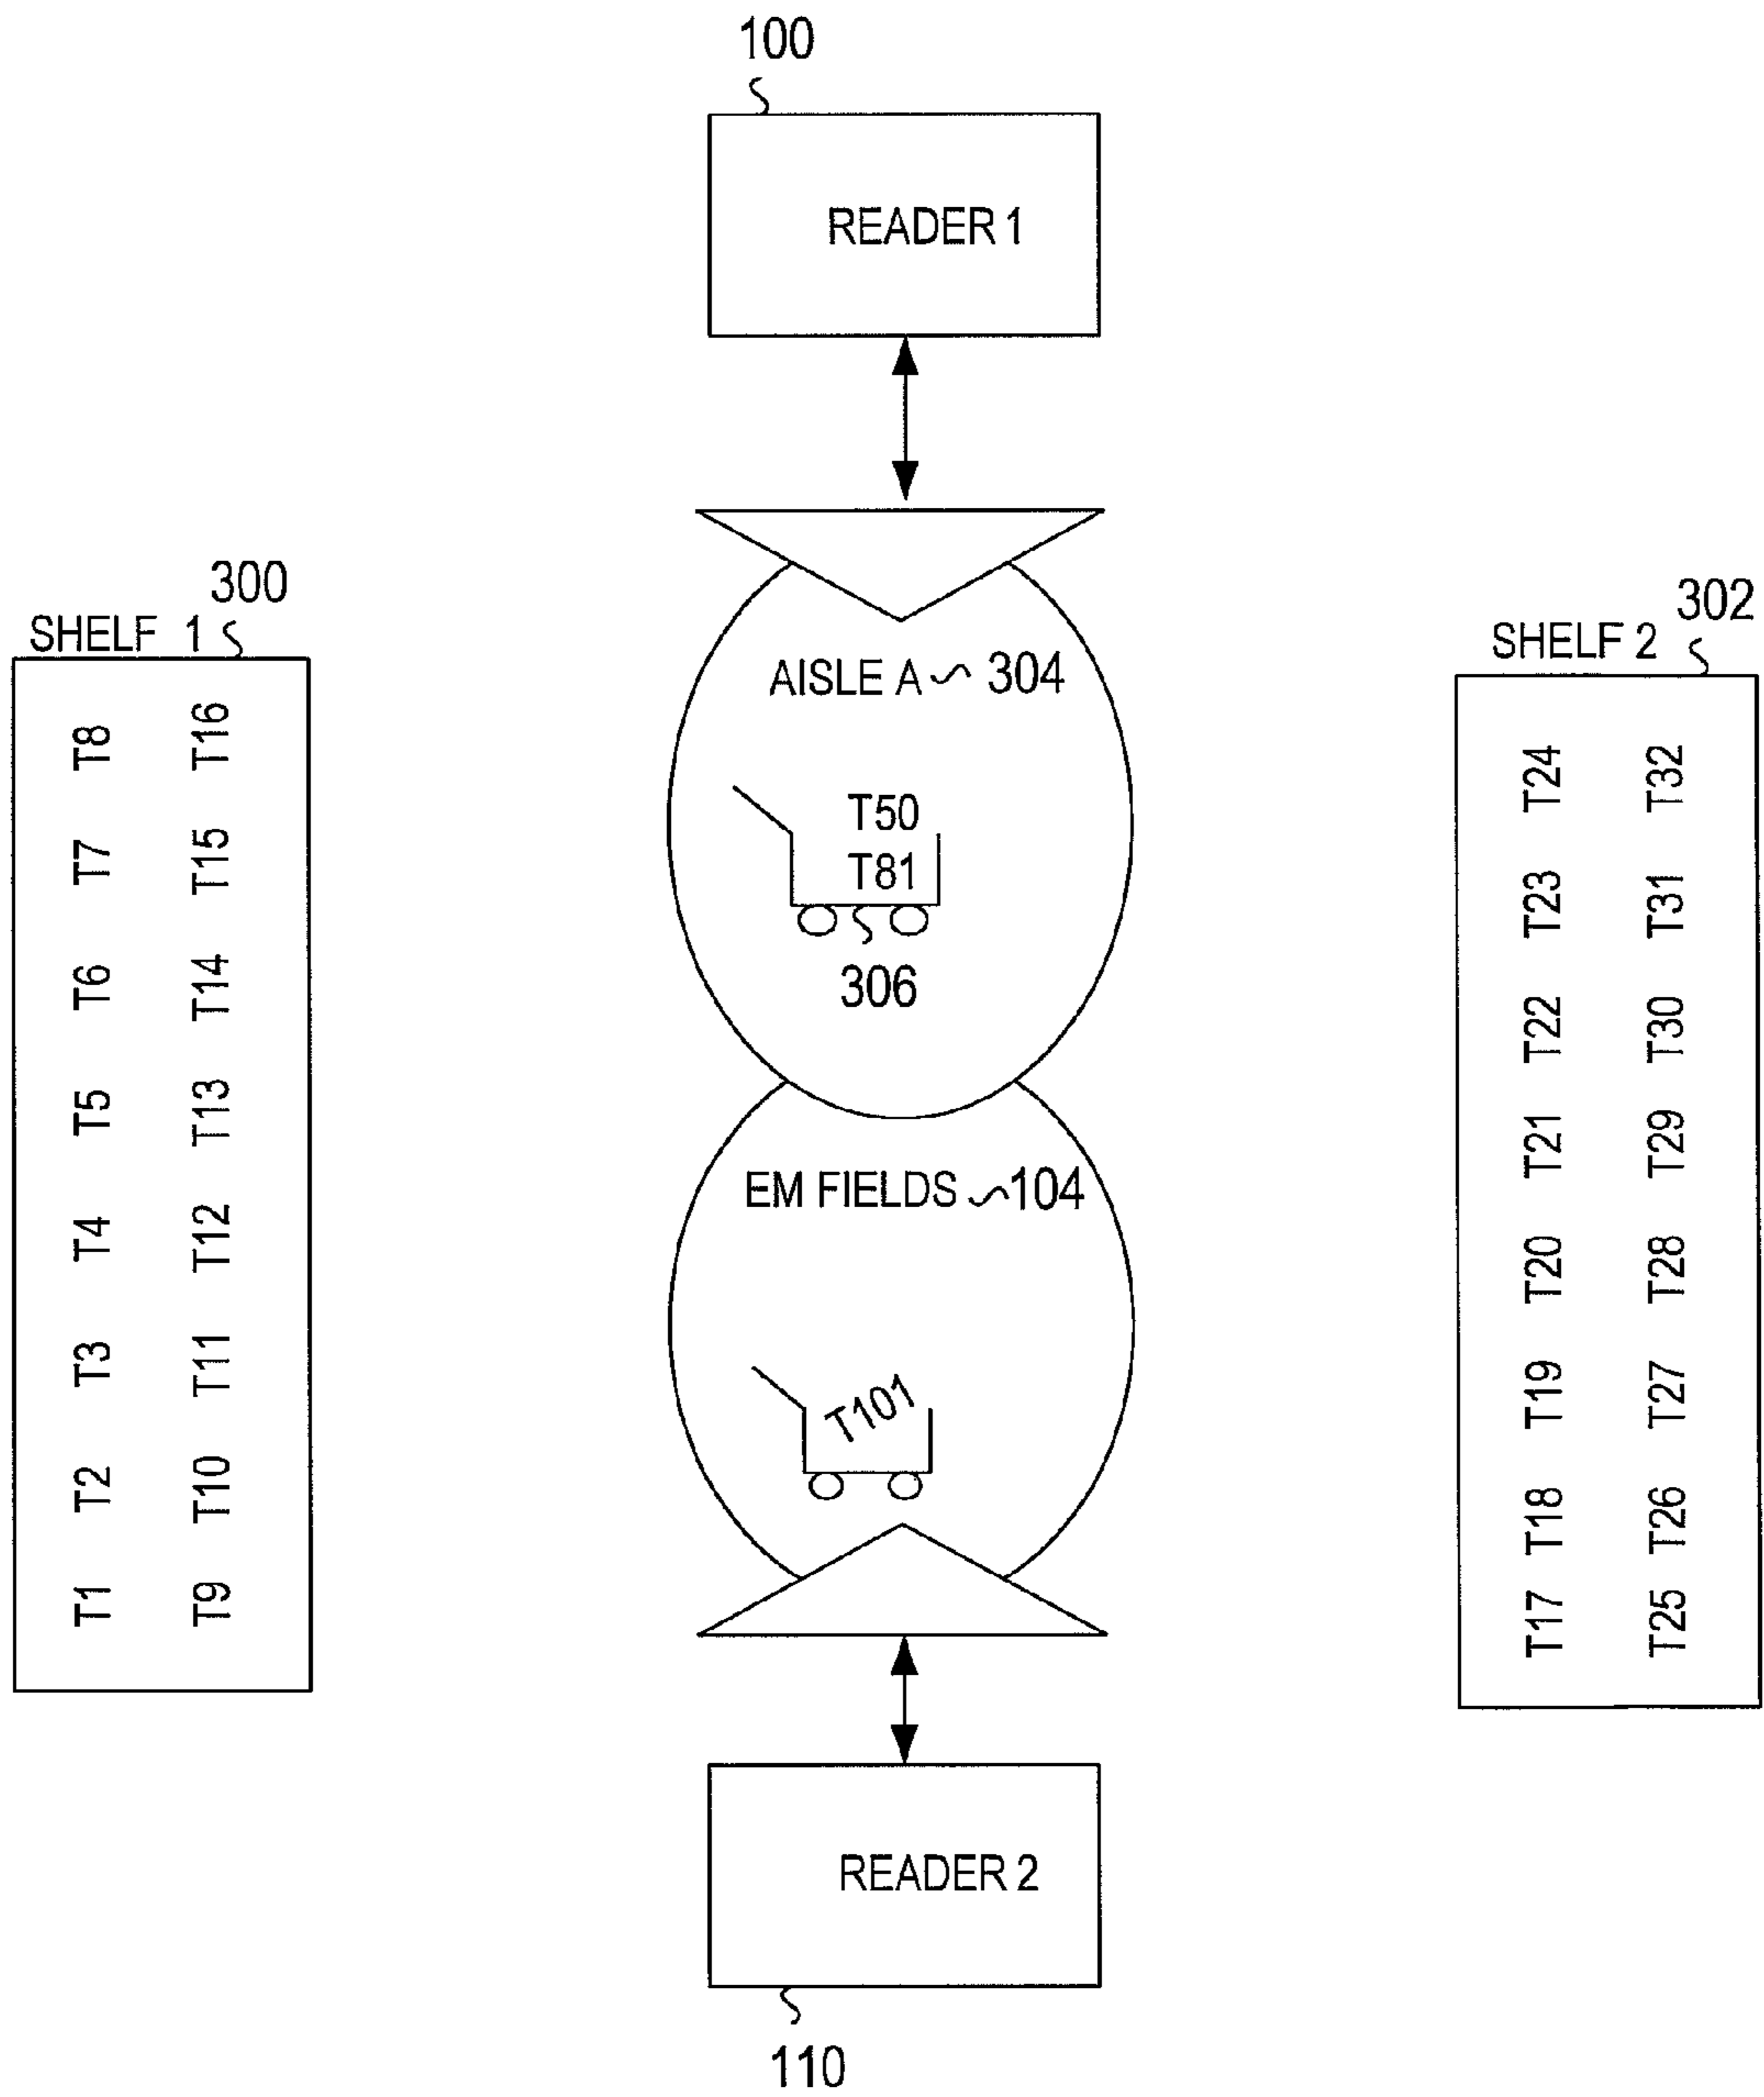 100
READER 1
300
SHELF 1
T8 T16
T7 T15
T6 T14
T5 T13
T4 T12
T3 T11
T2 T10
T1 T9
AISLE A 304
T50
T81
306
EM FIELDS 104
T101
302
SHELF 2
T24 T32
T23 T31
T22 T30
T21 T29
T20 T28
T19 T27
T18 T26
T17 T25
READER 2
110